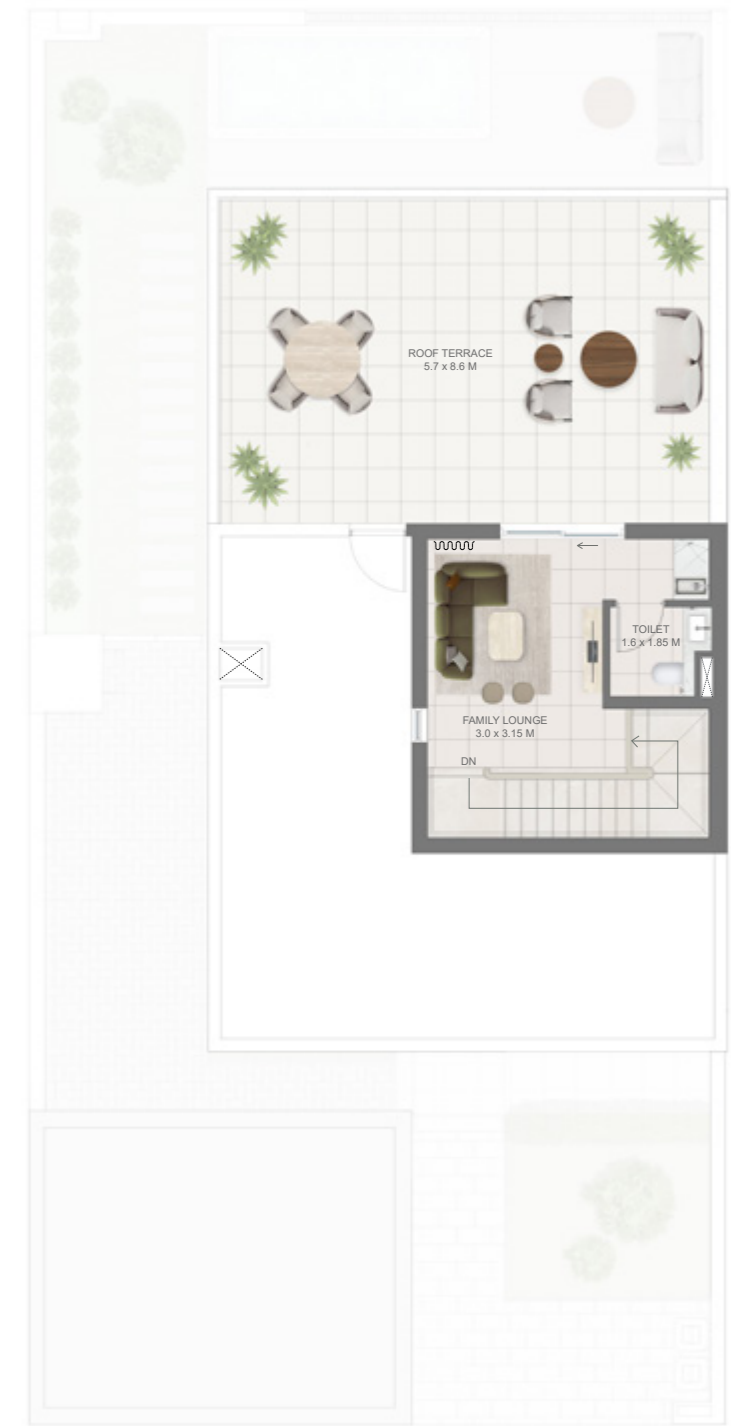 ROOF TERRACE
5.7 x 8.6 M
TOILET
1.6 x 1.85 M
FAMILY LOUNGE
3.0 x 3.15 M
DN